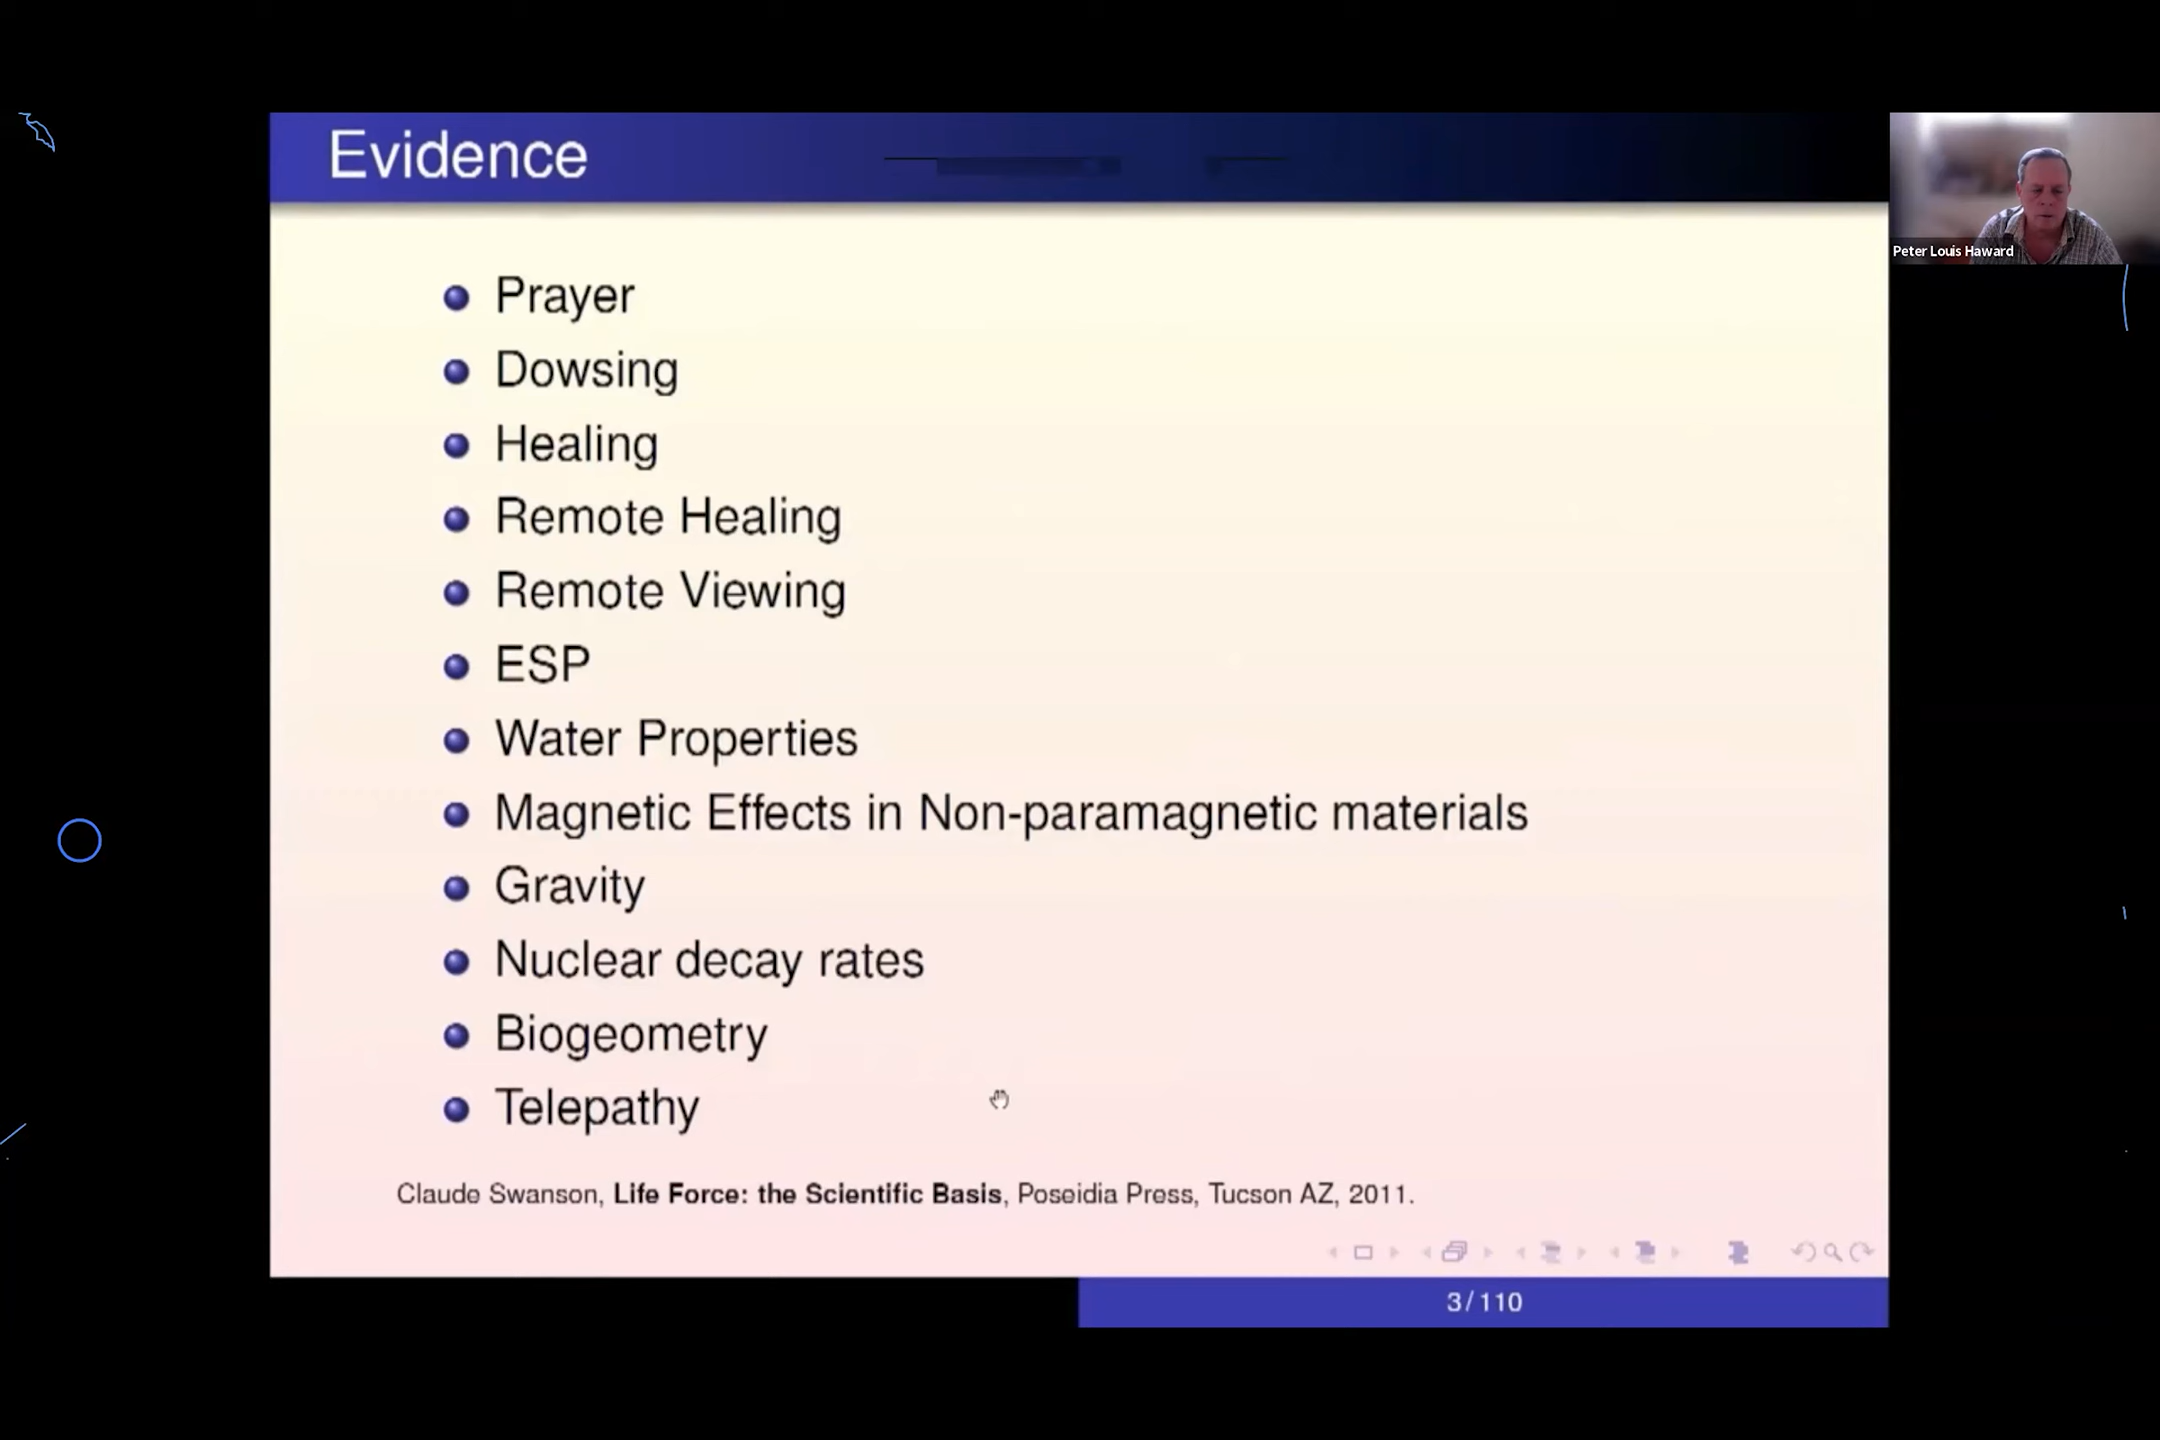 Evidence
Peter Louis Haward
Prayer
Dowsing
Healing
Remote Healing
Remote Viewing
ESP
Water Properties
Magnetic Effects in Non-paramagnetic materials
Gravity
Nuclear decay rates
Biogeometry
Telepathy
Claude Swanson, Life Force: the Scientific Basis, Poseidia Press, Tucson AZ, 2011.
3/110